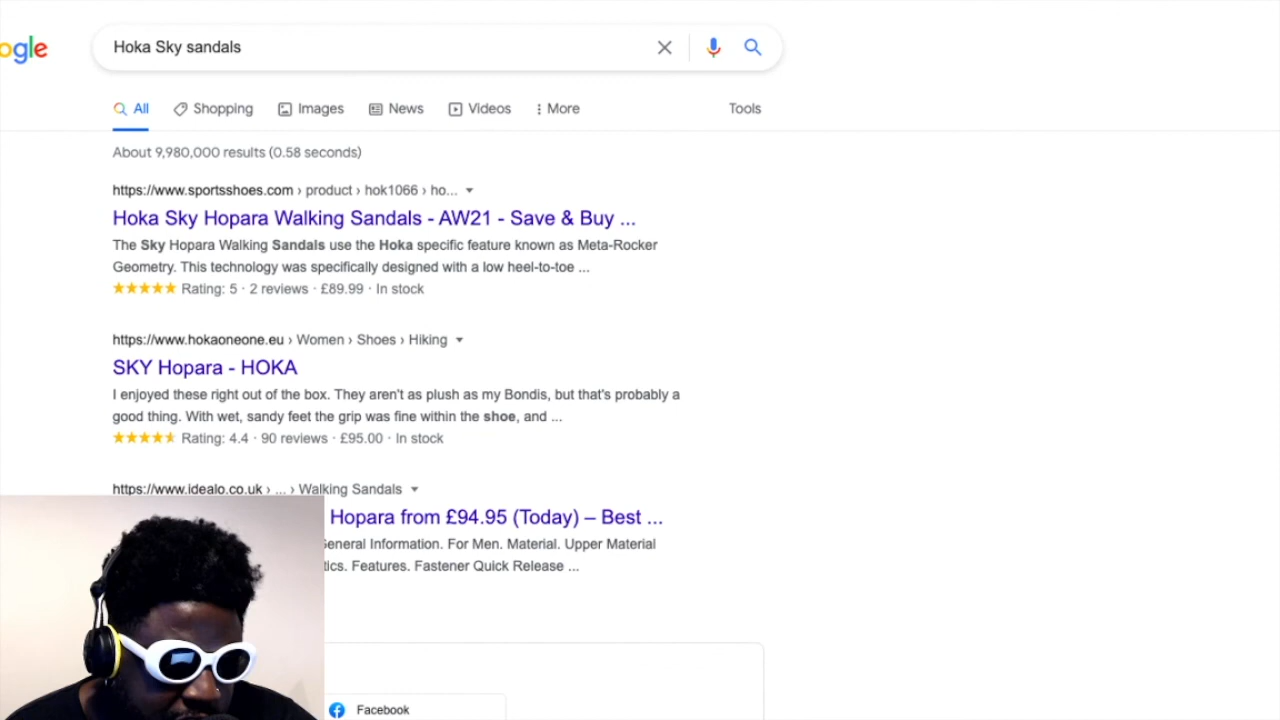 ogle
Hoka Sky sandals
All Shopping Images News Videos More Tools
About 9,980,000 results (0.58 seconds)
https://www.sportsshoes.com › product › hok1066 › ho...
Hoka Sky Hopara Walking Sandals - AW21 - Save & Buy ...
The Sky Hopara Walking Sandals use the Hoka specific feature known as Meta-Rocker
Geometry. This technology was specifically designed with a low heel-to-toe ...
Rating: 5 · 2 reviews · £89.99 · In stock
https://www.hokaoneone.eu › Women › Shoes › Hiking
SKY Hopara - HOKA
I enjoyed these right out of the box. They aren't as plush as my Bondis, but that's probably a
good thing. With wet, sandy feet the grip was fine within the shoe, and ...
Rating: 4.4 · 90 reviews · £95.00 · In stock
https://www.idealo.co.uk › ... › Walking Sandals
Hopara from £94.95 (Today) – Best ...
General Information. For Men. Material. Upper Material
tics. Features. Fastener Quick Release ...
Facebook